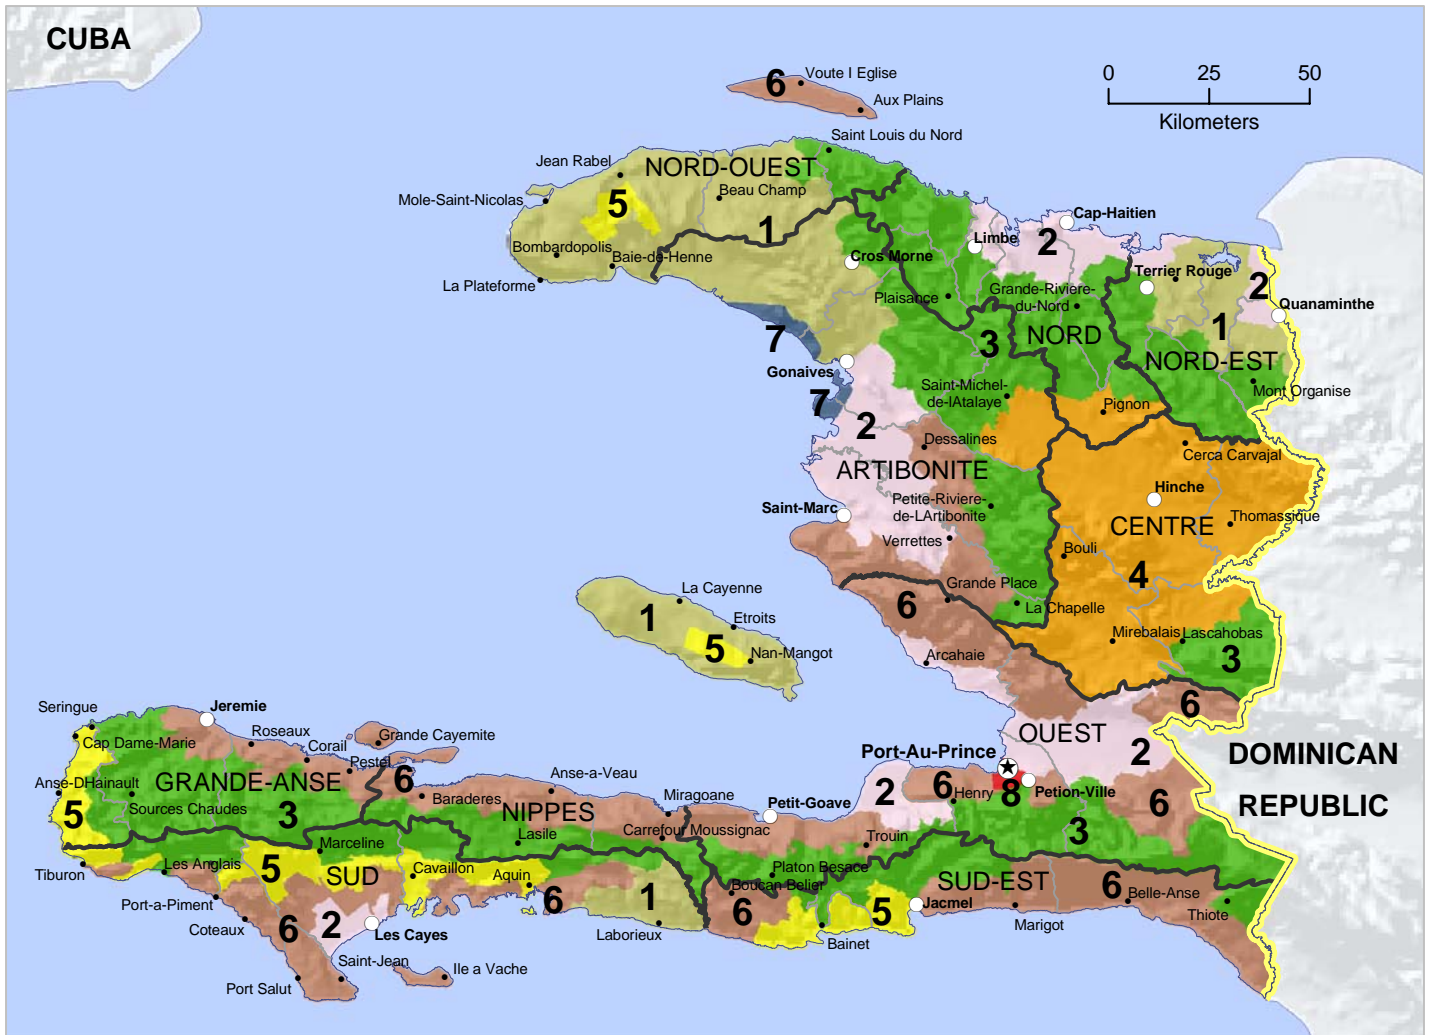 CUBA
6
Voute I Eglise
Aux Plains
0 25 50
Kilometers
Saint Louis du Nord
Jean Rabel
NORD-OUEST
Beau Champ
Mole-Saint-Nicolas
5
1
Bombardopolis
Baie-de-Henne
La Plateforme
Cros Morne
Limbe
2
Cap-Haitien
Terrier Rouge
2
Quanaminthe
Plaisance
Grande-Riviere-
du-Nord
7
3
NORD
1
NORD-EST
Gonaives
7
Saint-Michel-
de-lAtalaye
Pignon
Mont Organise
2
Dessalines
Cerca Carvajal
ARTIBONITE
Hinche
Saint-Marc
Petite-Riviere-
de-LArtibonite
CENTRE
Thomassique
Verrettes
Bouli
4
La Cayenne
Grande Place
La Chapelle
1
6
Etroits
5
Nan-Mangot
Mirebalais
Lascahobas
3
Arcahaie
6
Seringue
Jeremie
Cap Dame-Marie
Roseaux
Corail
Grande Cayemite
OUEST
2
DOMINICAN
REPUBLIC
Port-Au-Prince
Pestel
Anse-DHainault
GRANDE-ANSE
6
Anse-a-Veau
2
6
Henry
8
Petion-Ville
6
Sources Chaudes
5
3
Baraderes
NIPPES
Miragoane
Petit-Goave
Carrefour Moussignac
Trouin
3
Lasile
Marceline
Tiburon
Les Anglais
5
SUD
Cavaillon
Aquin
Platon Besace
Boucan Belier
SUD-EST
6
Belle-Anse
Port-a-Piment
6
2
6
1
6
5
Jacmel
Thiote
Coteaux
Les Cayes
Laborieux
Bainet
Marigot
Saint-Jean
Ile a Vache
Port Salut